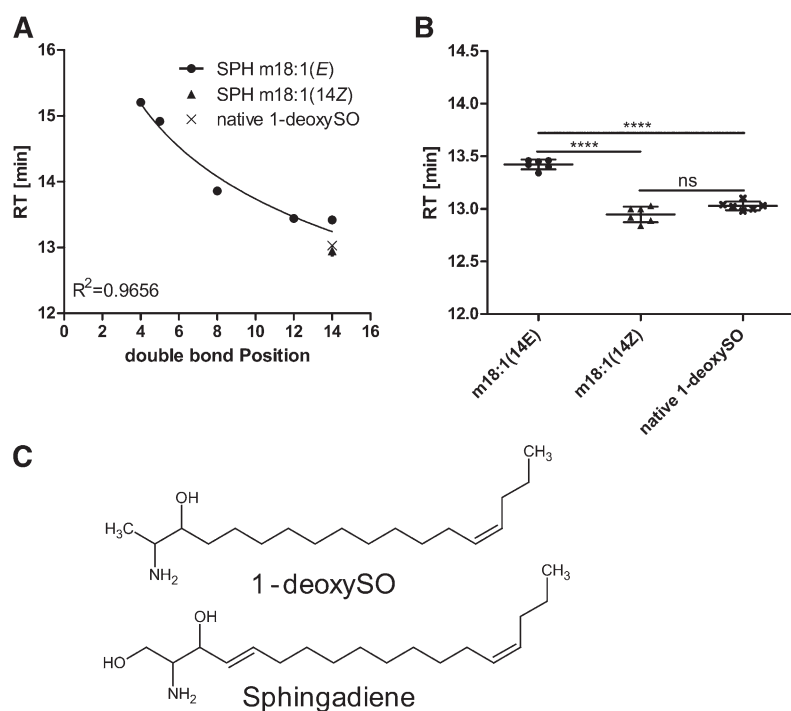 A
16
15
14
13
12
RT [min]
SPH m18:1(E)
SPH m18:1(14Z)
native 1-deoxySO
R2=0.9656
0 2 4 6 8 10 12 14 16
double bond Position
B
14.5
14.0
13.5
13.0
12.5
12.0
RT [min]
****
****
ns
m18:1(14E)
m18:1(14Z)
native 1-deoxySO
C
CH3
OH
H3C
NH2
1-deoxySO
CH3
OH
HO
NH2
Sphingadiene